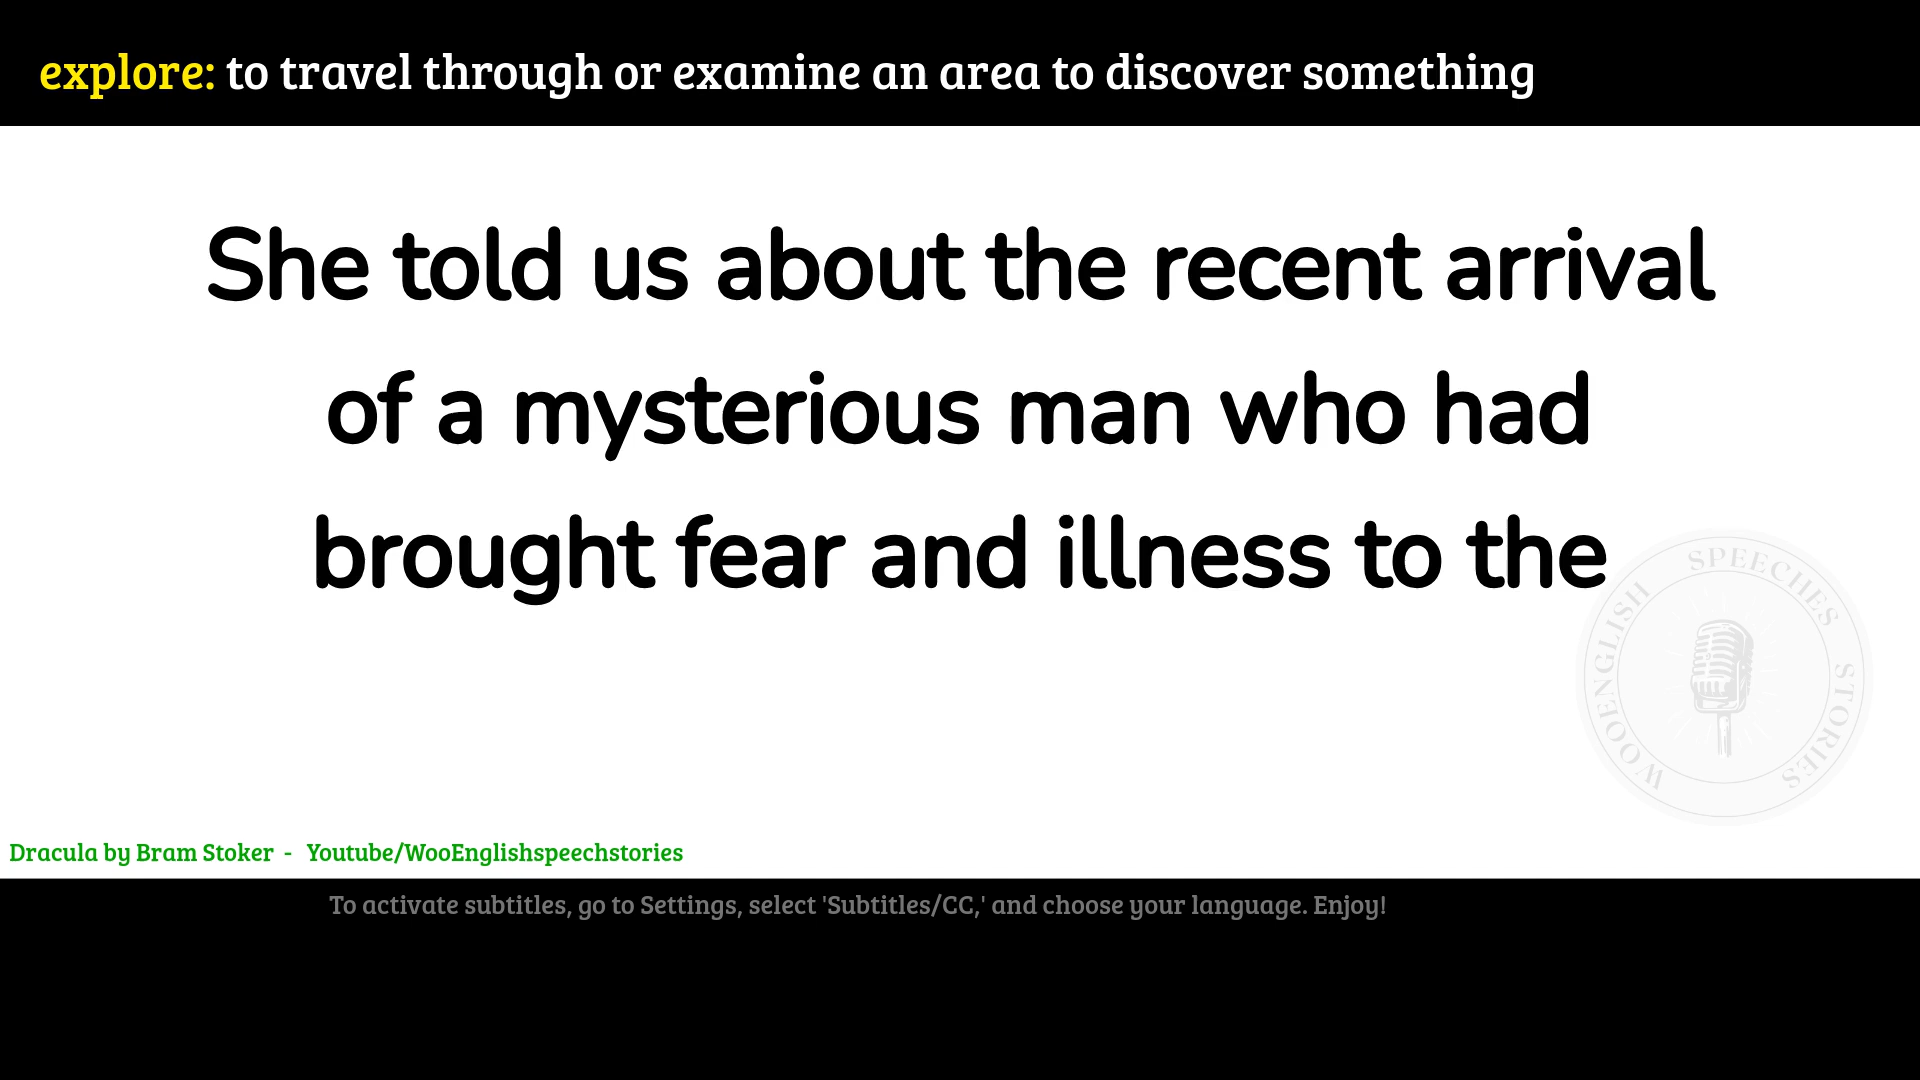 explore: to travel through or examine an area to discover something
She told us about the recent arrival
of a mysterious man who had
brought fear and illness to the
WOOENGLISH SPEECHES STORIES
Dracula by Bram Stoker - Youtube/WooEnglishspeechstories
To activate subtitles, go to Settings, select 'Subtitles/CC,' and choose your language. Enjoy!